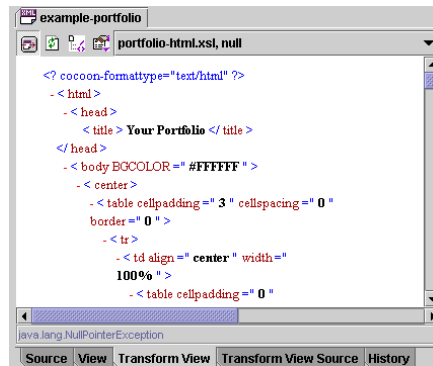 XML example-portfolio
portfolio-html.xsl, null
<? cocoon-formattype="text/html" ?>
- < html >
- < head >
< title > Your Portfolio </ title >
</ head >
- < body BGCOLOR =" #FFFFFF " >
- < center >
- < table cellpadding =" 3 " cellspacing =" 0 "
border =" 0 " >
- < tr >
- < td align =" center " width ="
100% " >
- < table cellpadding =" 0 "
java.lang.NullPointerException
Source View Transform View Transform View Source History